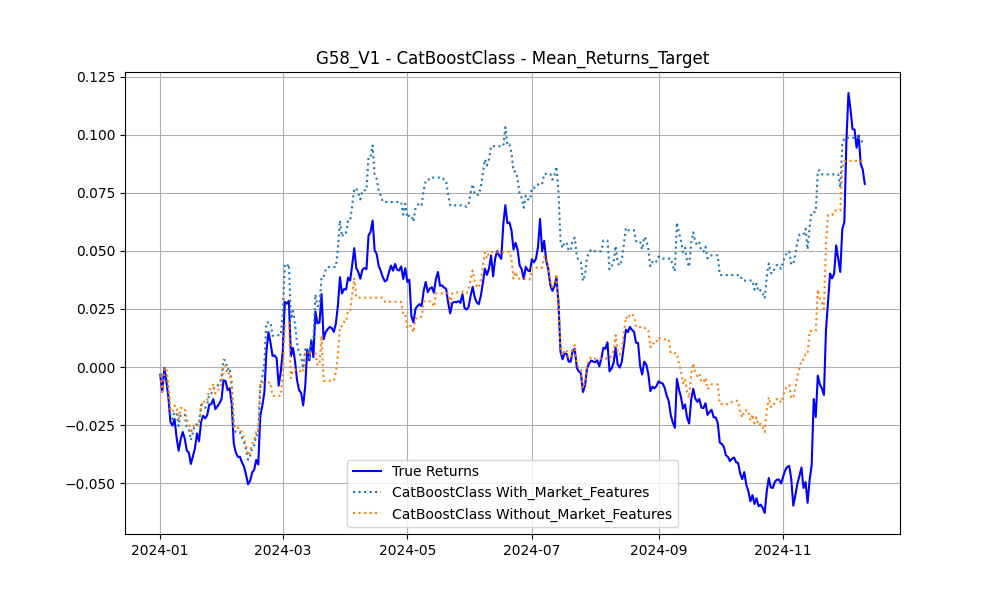 G58_V1 - CatBoostClass - Mean_Returns_Target
0.125
0.100
0.075
0.050
0.025
0.000
−0.025
−0.050
True Returns
CatBoostClass With_Market_Features
CatBoostClass Without_Market_Features
2024-01 2024-03 2024-05 2024-07 2024-09 2024-11